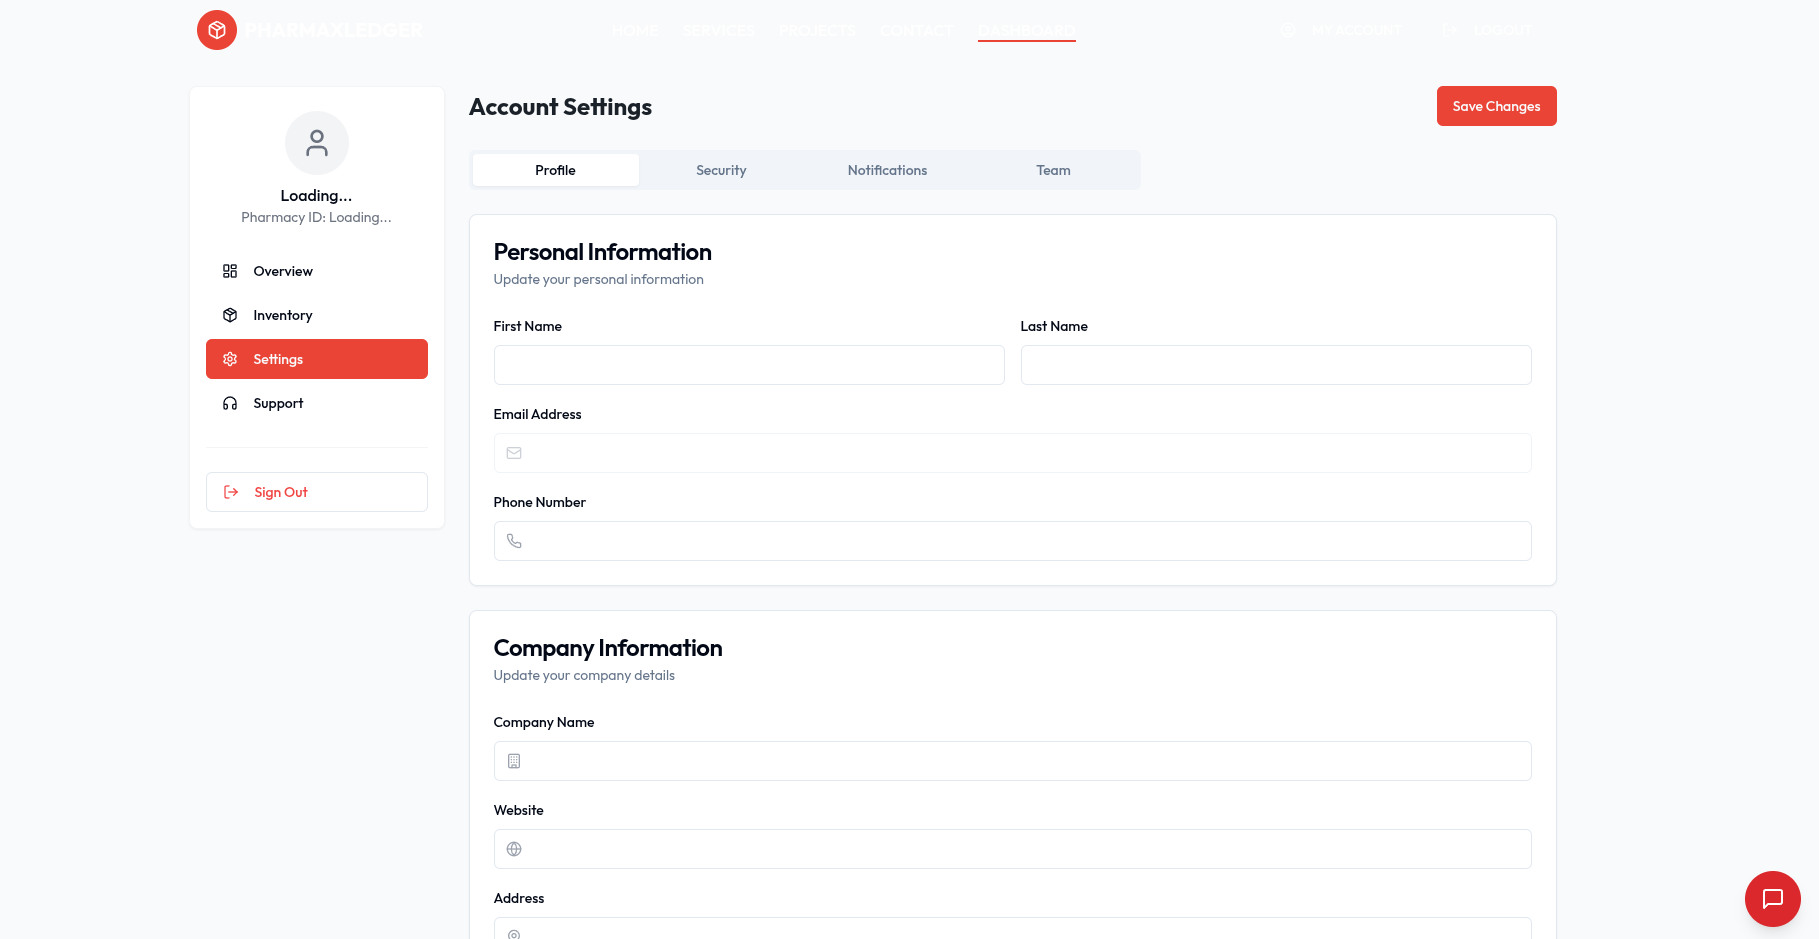 PHARMAXLEDGER
HOME SERVICES PROJECTS CONTACT DASHBOARD
MY ACCOUNT LOGOUT
Loading...
Pharmacy ID: Loading...
Overview
Inventory
Settings
Support
Sign Out
Account Settings
Save Changes
Profile Security Notifications Team
Personal Information
Update your personal information
First Name Last Name
Email Address
Phone Number
Company Information
Update your company details
Company Name
Website
Address